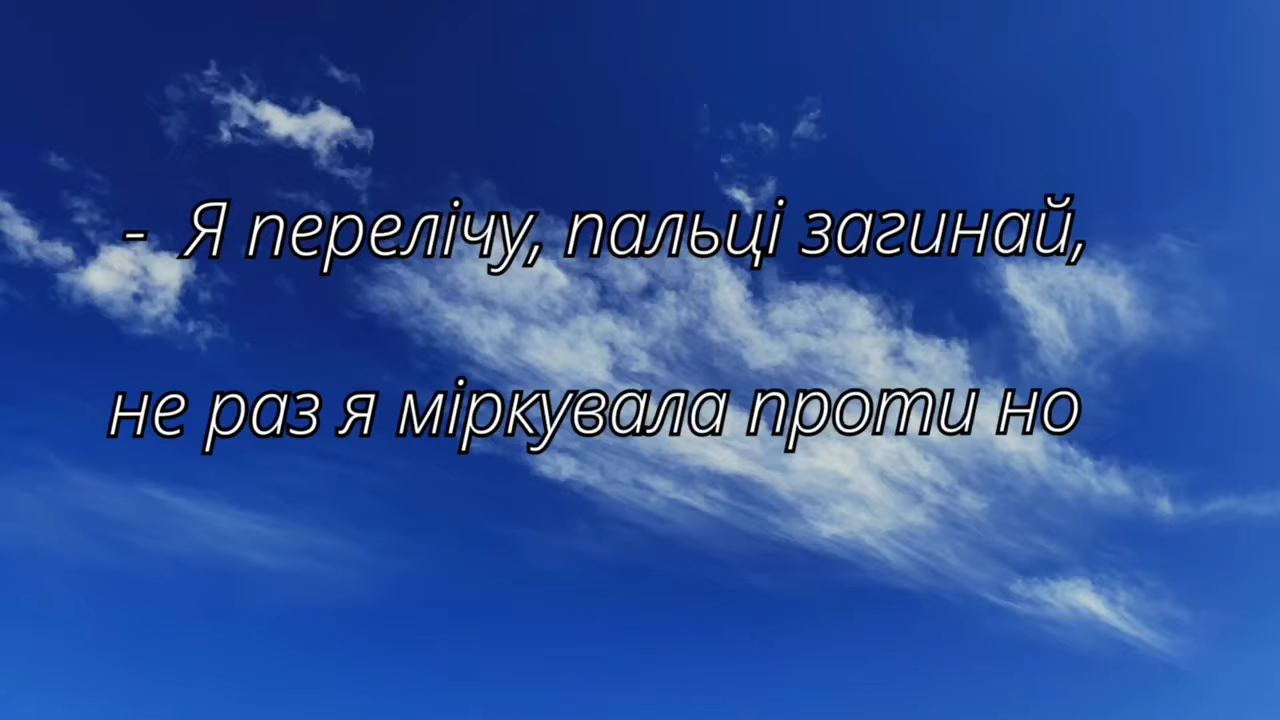 - Я перелічу, пальці загинай,
не раз я міркувала проти но